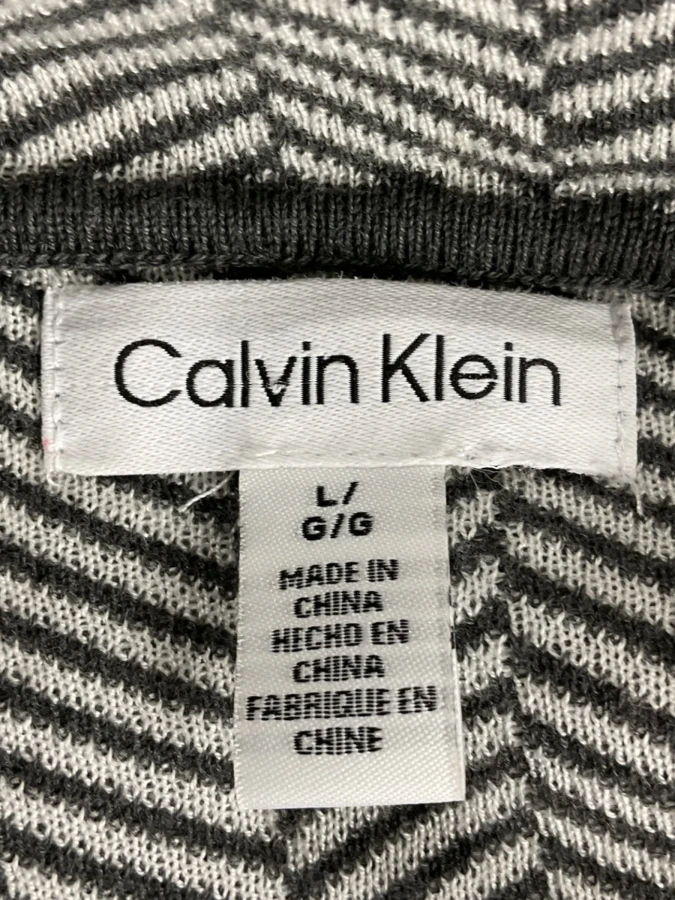 Calvin Klein
L/
G/G
MADE IN
CHINA
HECHO EN
CHINA
FABRIQUE EN
CHINE